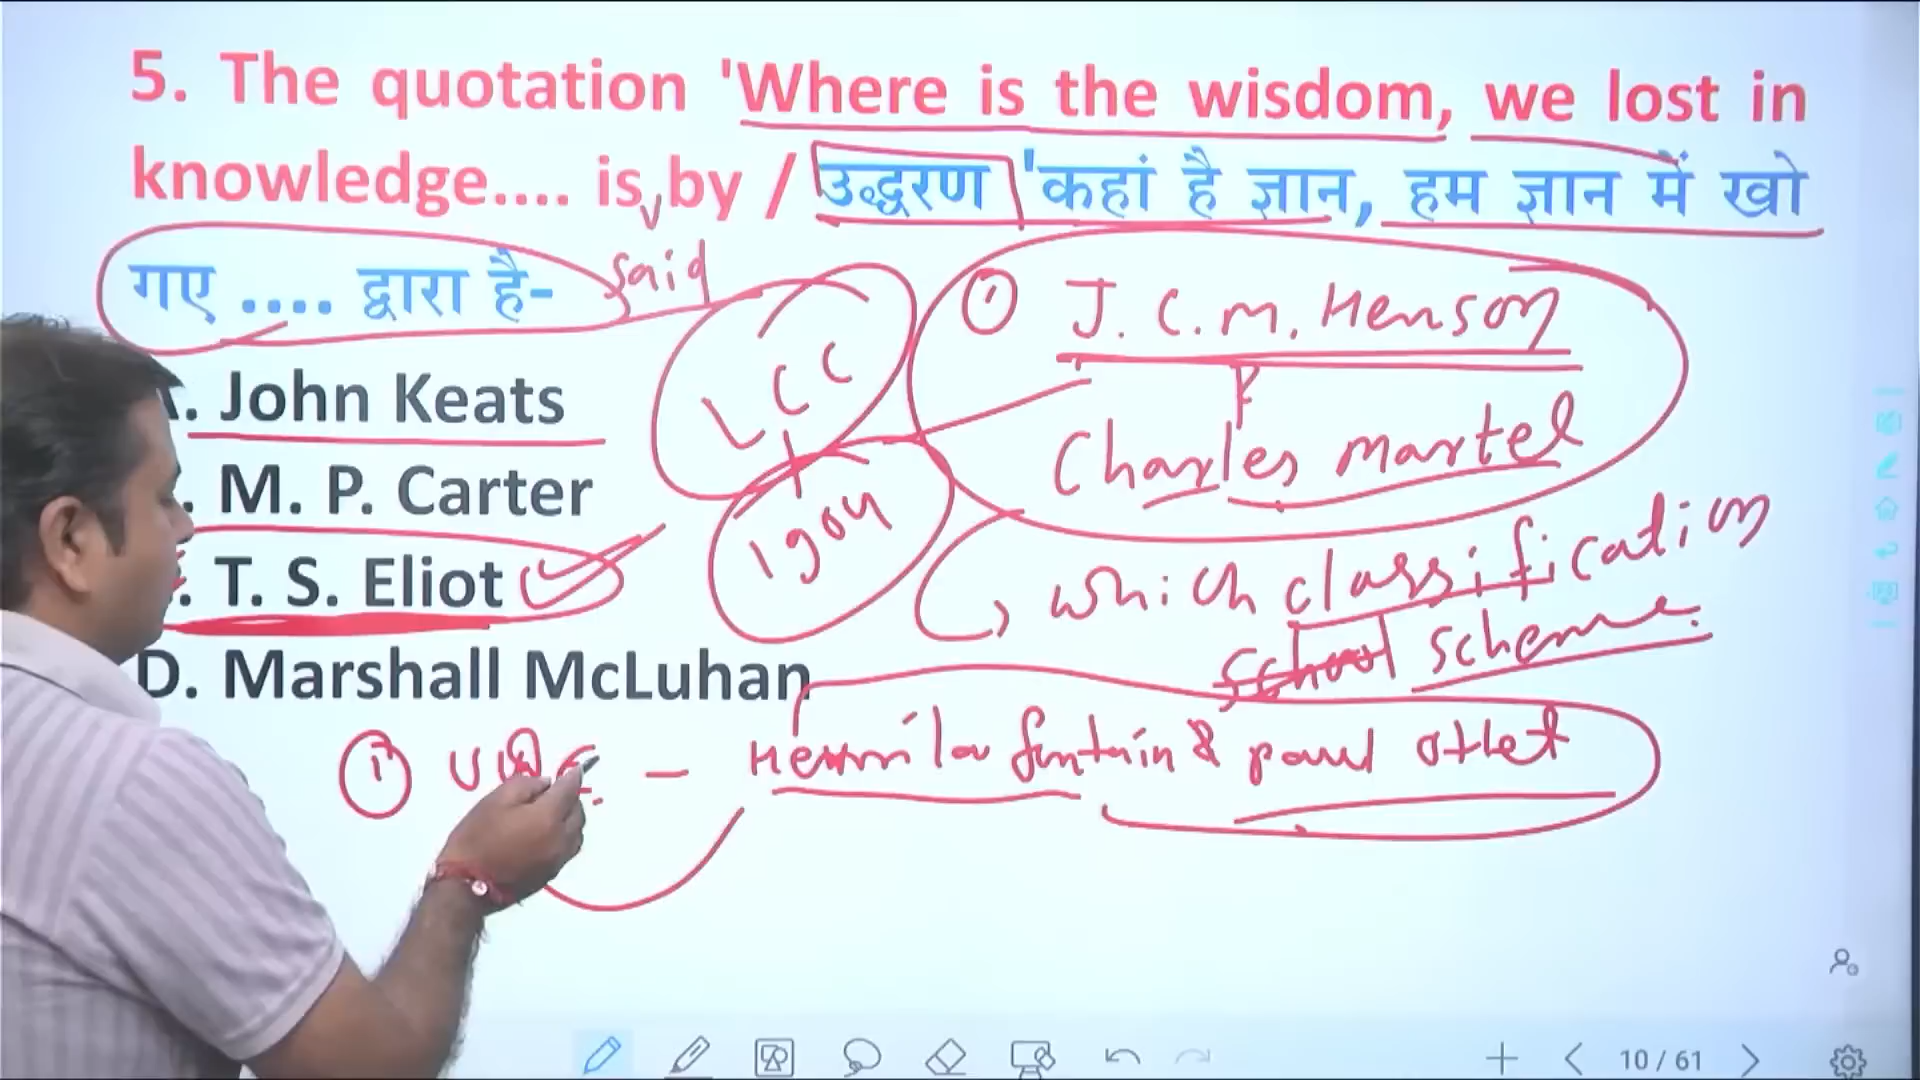 5. The quotation 'Where is the wisdom, we lost in
knowledge.... is by / उद्धरण 'कहां है ज्ञान, हम ज्ञान में खो
गए .... द्वारा है-
said
LCC
1904
1 J. C. M. Henson
Charles martel
which classification
school scheme.
. John Keats
. M. P. Carter
. T. S. Eliot
D. Marshall McLuhan
1 UDC - Henri la fontain & paul otlet
10 / 61